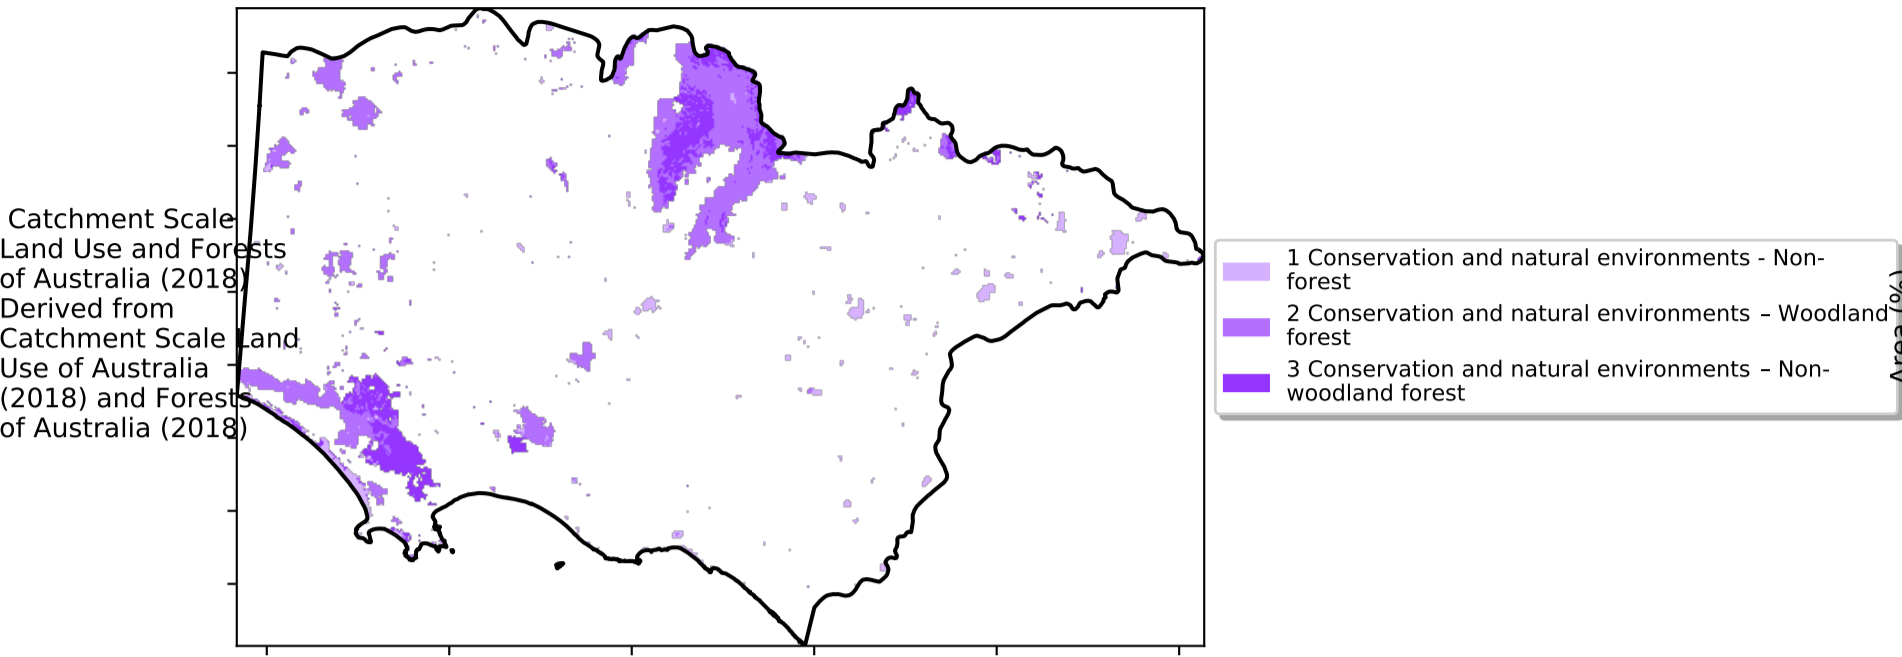 Catchment Scale
Land Use and Forests
of Australia (2018)
Derived from
Catchment Scale Land
Use of Australia
(2018) and Forests
of Australia (2018)
1 Conservation and natural environments - Non-
forest
2 Conservation and natural environments – Woodland
forest
3 Conservation and natural environments – Non-
woodland forest
Area (%)